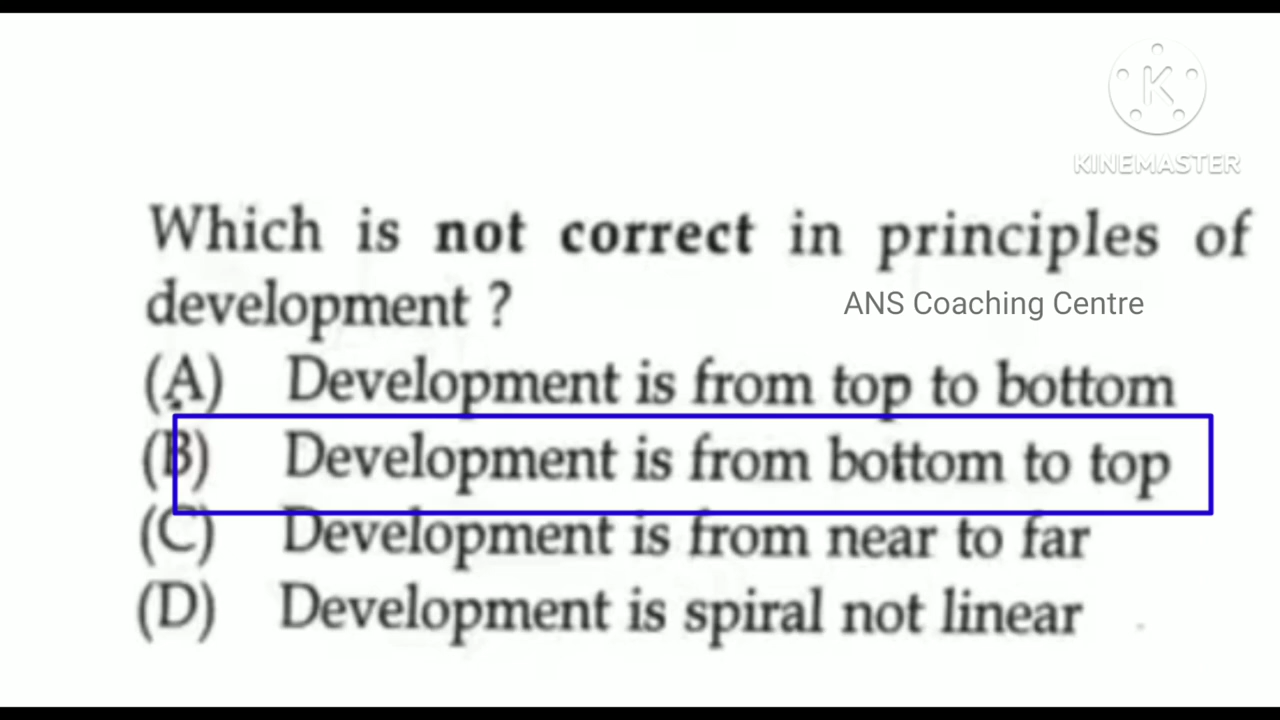 K
KINEMASTER
Which is not correct in principles of
development ?
ANS Coaching Centre
(A) Development is from top to bottom
(B) Development is from bottom to top
(C) Development is from near to far
(D) Development is spiral not linear